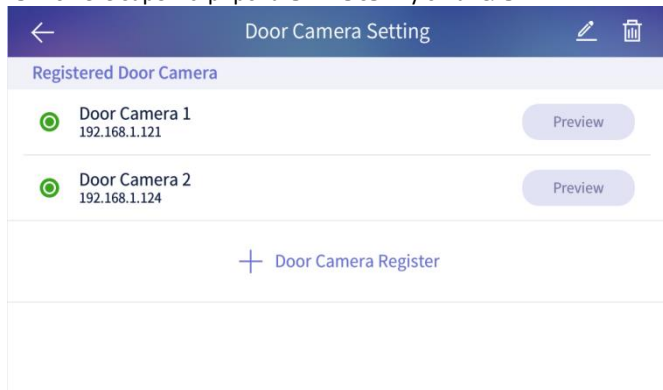 Door Camera Setting
Registered Door Camera
Door Camera 1
192.168.1.121
Preview
Door Camera 2
192.168.1.124
Preview
Door Camera Register